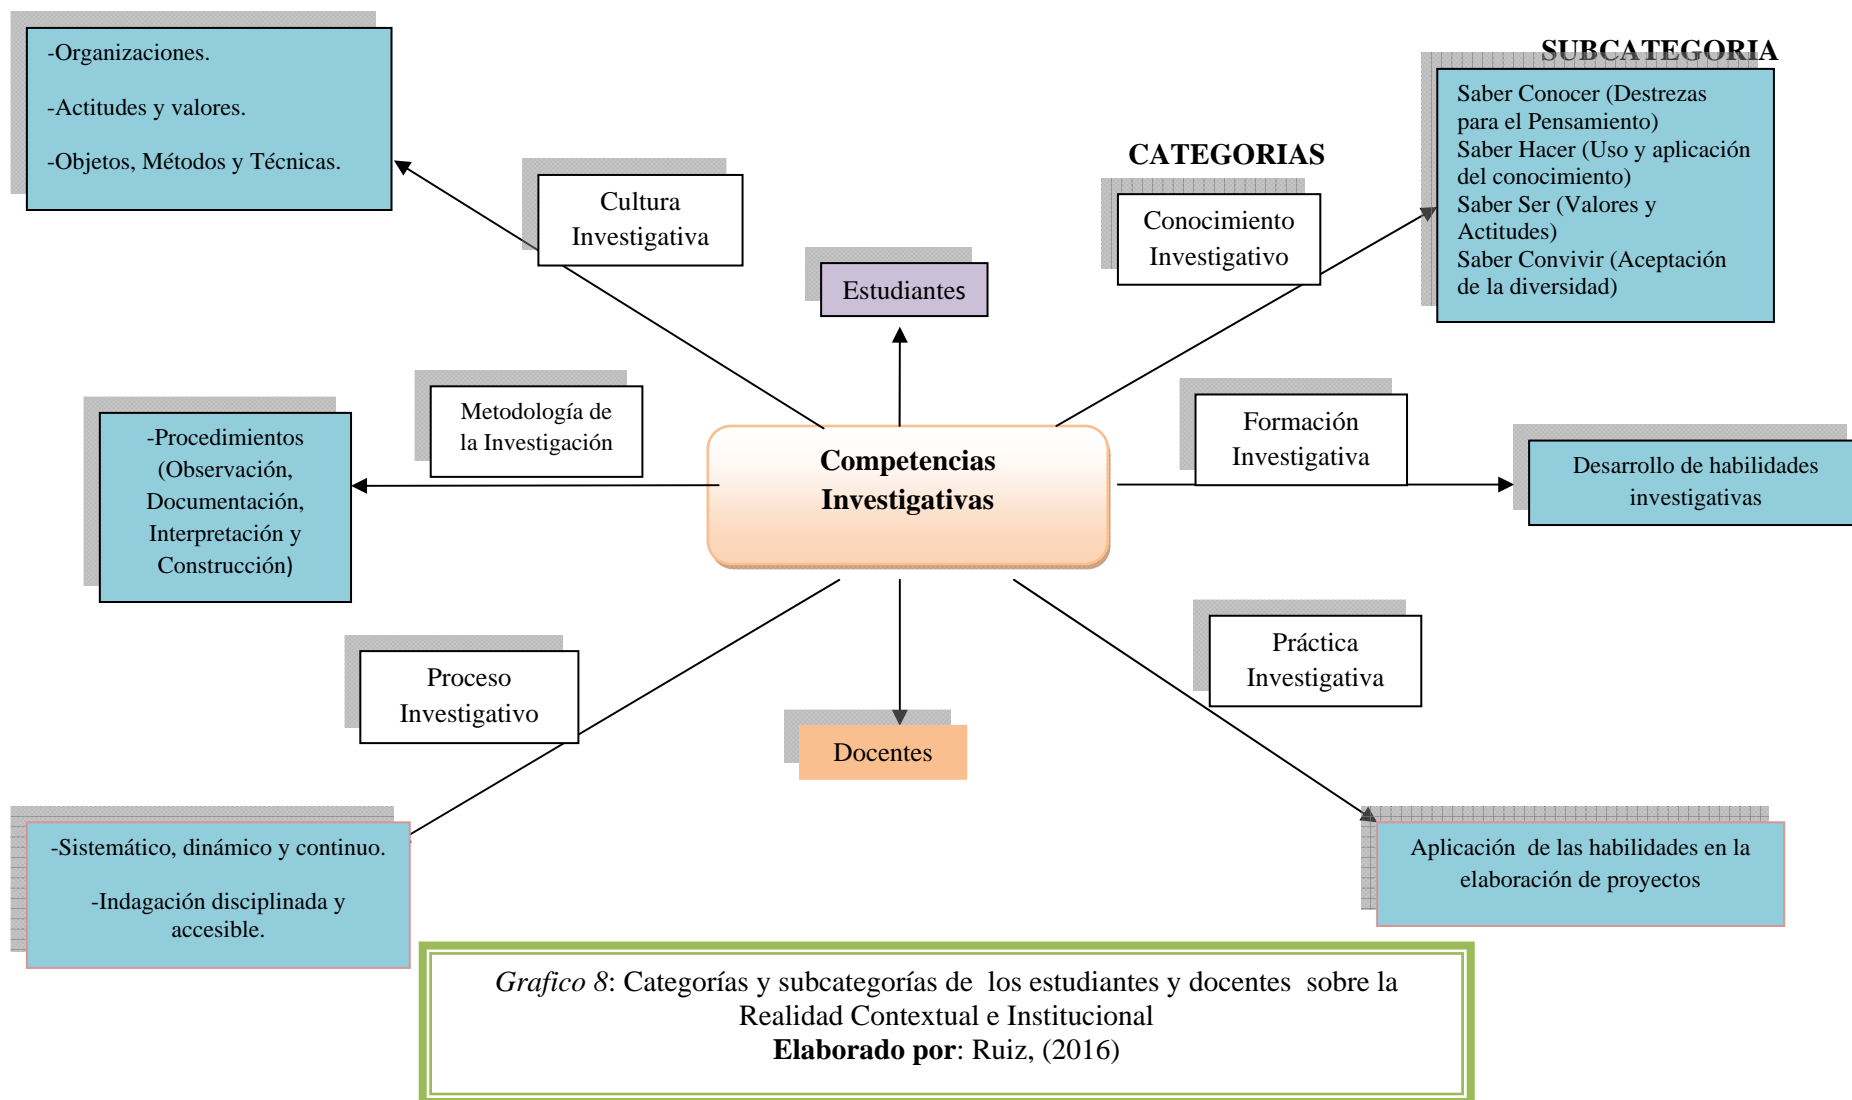 -Organizaciones.
-Actitudes y valores.
-Objetos, Métodos y Técnicas.
SUBCATEGORIA
Saber Conocer (Destrezas
para el Pensamiento)
Saber Hacer (Uso y aplicación
del conocimiento)
Saber Ser (Valores y
Actitudes)
Saber Convivir (Aceptación
de la diversidad)
CATEGORIAS
Cultura
Investigativa
Conocimiento
Investigativo
Estudiantes
Metodología de
la Investigación
Formación
Investigativa
-Procedimientos
(Observación,
Documentación,
Interpretación y
Construcción)
Competencias
Investigativas
Desarrollo de habilidades
investigativas
Proceso
Investigativo
Práctica
Investigativa
Docentes
-Sistemático, dinámico y continuo.
-Indagación disciplinada y
accesible.
Aplicación de las habilidades en la
elaboración de proyectos
Grafico 8: Categorías y subcategorías de los estudiantes y docentes sobre la
Realidad Contextual e Institucional
Elaborado por: Ruiz, (2016)